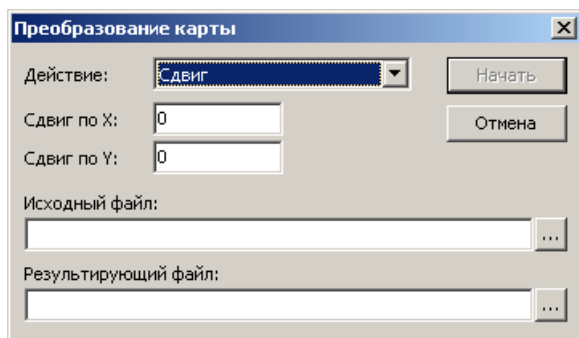 Преобразование карты
Действие: Сдвиг Начать
Сдвиг по X: 0 Отмена
Сдвиг по Y: 0
Исходный файл:
...
Результирующий файл:
...